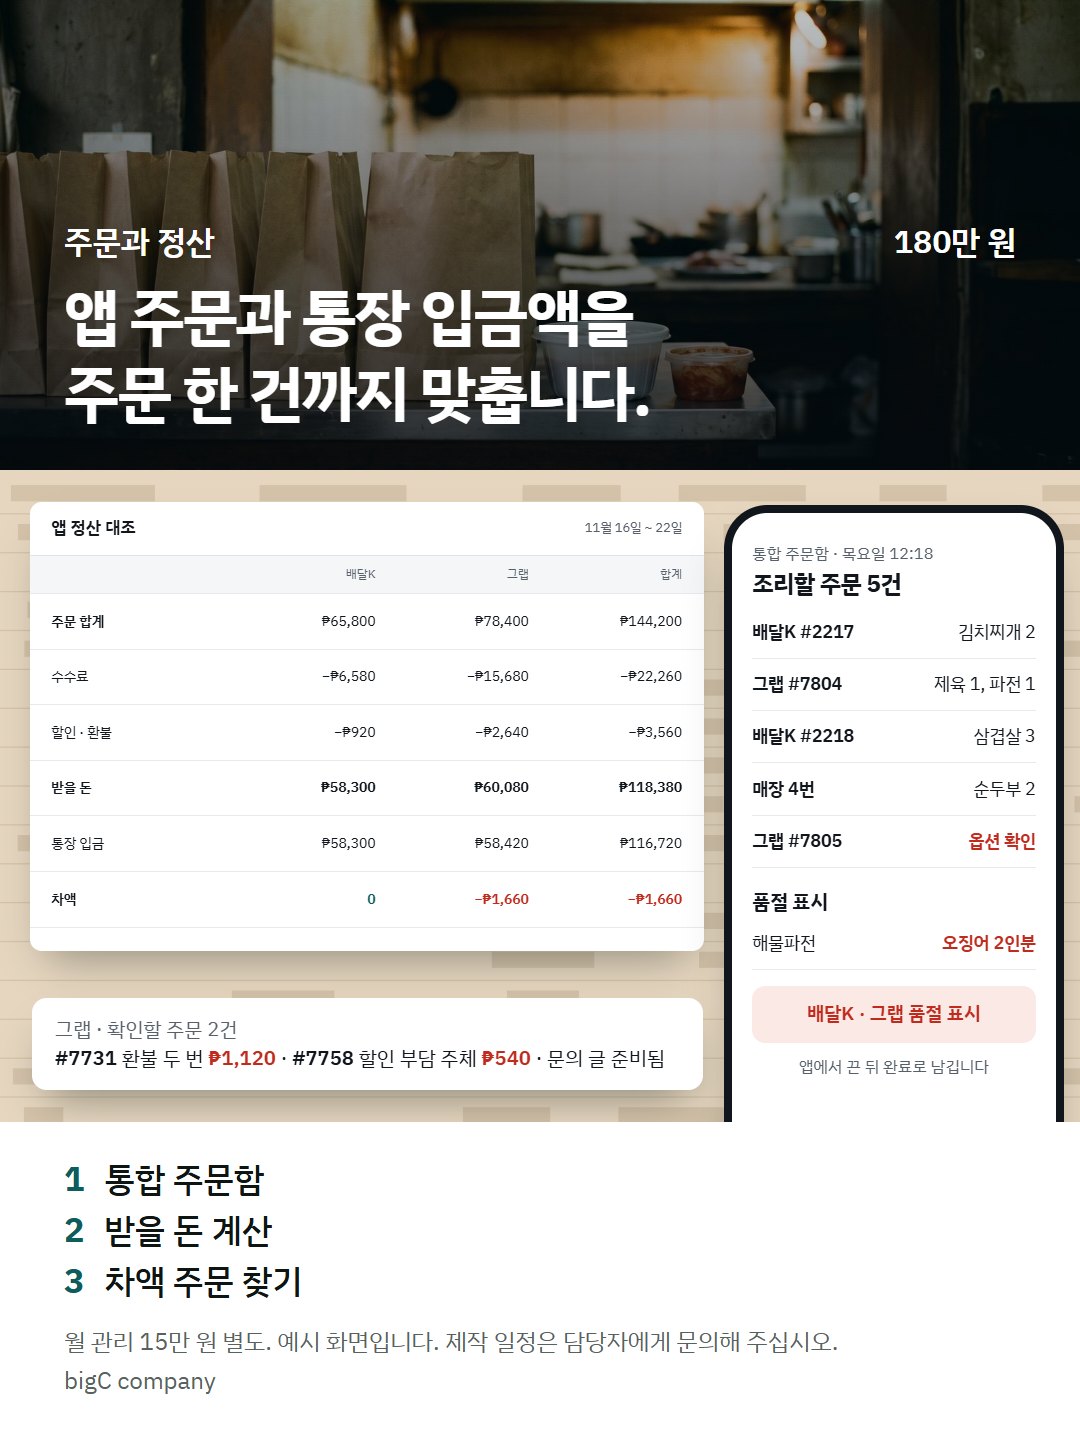 주문과 정산
180만 원
앱 주문과 통장 입금액을
주문 한 건까지 맞춥니다.
앱 정산 대조 11월 16일 ~ 22일
배달K 그랩 합계
주문 합계 ₱65,800 ₱78,400 ₱144,200
수수료 −₱6,580 −₱15,680 −₱22,260
할인 · 환불 −₱920 −₱2,640 −₱3,560
받을 돈 ₱58,300 ₱60,080 ₱118,380
통장 입금 ₱58,300 ₱58,420 ₱116,720
차액 0 −₱1,660 −₱1,660
그랩 · 확인할 주문 2건
#7731 환불 두 번 ₱1,120 · #7758 할인 부담 주체 ₱540 · 문의 글 준비됨
통합 주문함 · 목요일 12:18
조리할 주문 5건
배달K #2217 김치찌개 2
그랩 #7804 제육 1, 파전 1
배달K #2218 삼겹살 3
매장 4번 순두부 2
그랩 #7805 옵션 확인
품절 표시
해물파전 오징어 2인분
배달K · 그랩 품절 표시
앱에서 끈 뒤 완료로 남깁니다
1 통합 주문함
2 받을 돈 계산
3 차액 주문 찾기
월 관리 15만 원 별도. 예시 화면입니다. 제작 일정은 담당자에게 문의해 주십시오.
bigC company